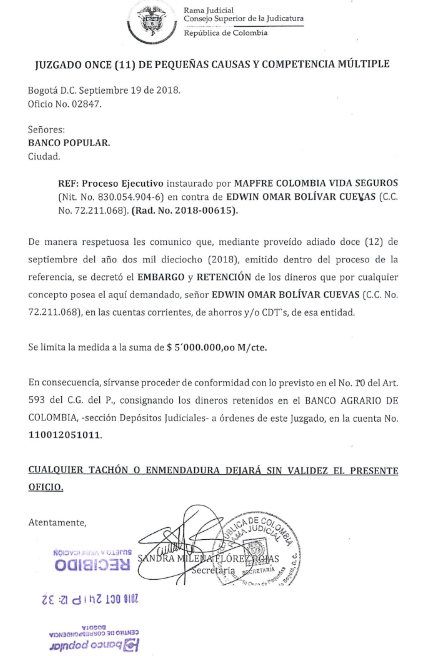 Rama Judicial
Consejo Superior de la Judicatura
República de Colombia
JUZGADO ONCE (11) DE PEQUEÑAS CAUSAS Y COMPETENCIA MÚLTIPLE
Bogotá D.C. Septiembre 19 de 2018.
Oficio No. 02847.
Señores:
BANCO POPULAR.
Ciudad.
REF: Proceso Ejecutivo instaurado por MAPFRE COLOMBIA VIDA SEGUROS
(Nit. No. 830.054.904-6) en contra de EDWIN OMAR BOLÍVAR CUEVAS (C.C.
No. 72.211.068). (Rad. No. 2018-00615).
De manera respetuosa les comunico que, mediante proveído adiado doce (12) de
septiembre del año dos mil dieciocho (2018), emitido dentro del proceso de la
referencia, se decretó el EMBARGO y RETENCIÓN de los dineros que por cualquier
concepto posea el aquí demandado, señor EDWIN OMAR BOLÍVAR CUEVAS (C.C. No.
72.211.068), en las cuentas corrientes, de ahorros y/o CDT's, de esa entidad.
Se limita la medida a la suma de $ 5'000.000,oo M/cte.
En consecuencia, sírvanse proceder de conformidad con lo previsto en el No. 10 del Art.
593 del C.G. del P., consignando los dineros retenidos en el BANCO AGRARIO DE
COLOMBIA, -sección Depósitos Judiciales- a órdenes de este Juzgado, en la cuenta No.
110012051011.
CUALQUIER TACHÓN O ENMENDADURA DEJARÁ SIN VALIDEZ EL PRESENTE
OFICIO.
Atentamente,
SANDRA MILENA FLÓREZ ROJAS
Secretaria
REPÚBLICA DE COLOMBIA
RAMA JUDICIAL
SECRETARIA
banco popular
CENTRO DE CORRESPONDENCIA
BOGOTA
2018 OCT 24 P 12: 32
RECIBIDO
SUJETO A VERIFICACION